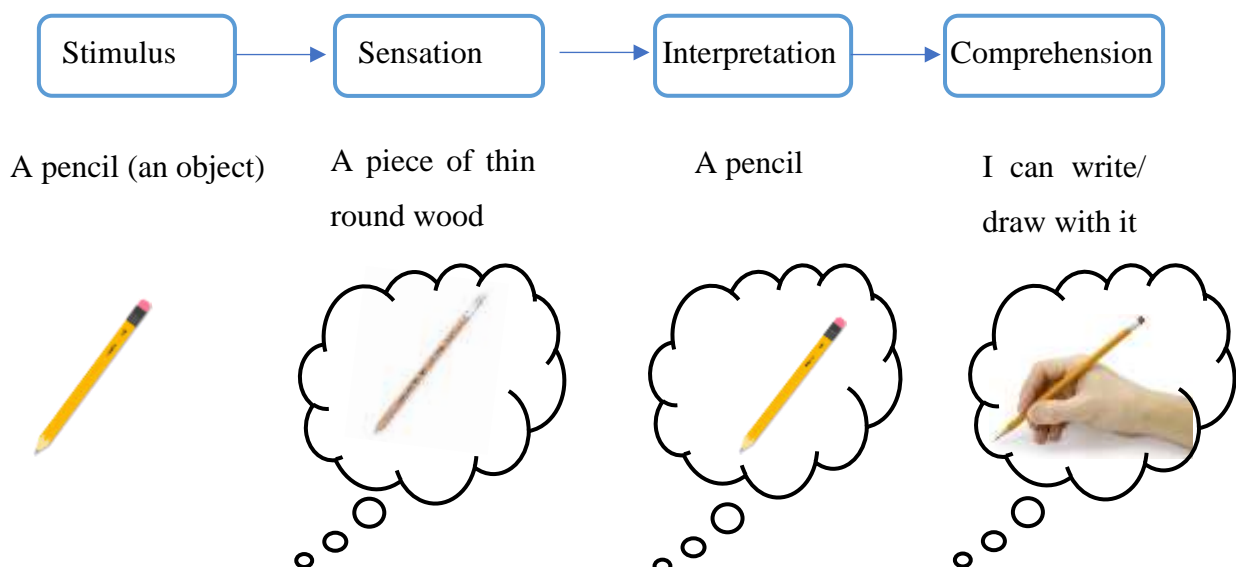 Stimulus
Sensation
Interpretation
Comprehension
A pencil (an object)
A piece of thin
round wood
A pencil
I can write/
draw with it